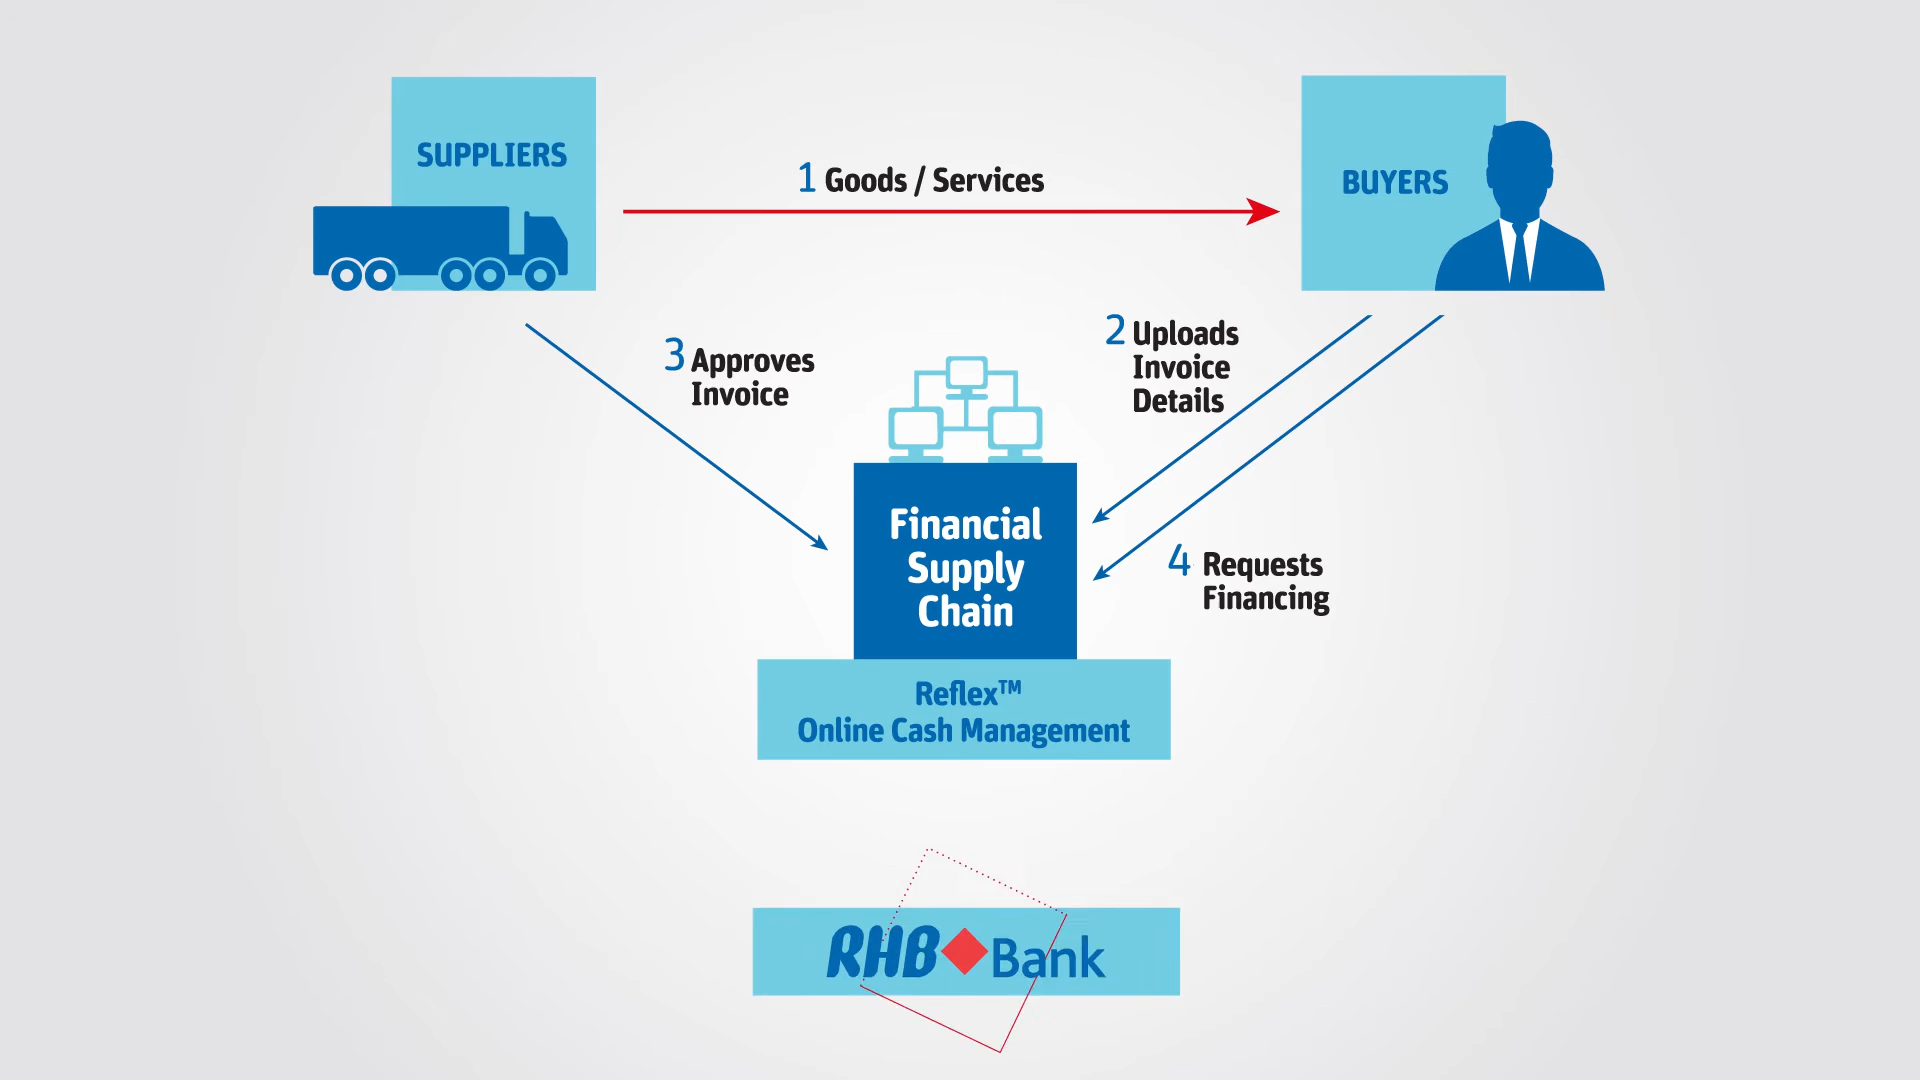 SUPPLIERS
1 Goods / Services
BUYERS
3 Approves
Invoice
2 Uploads
Invoice
Details
Financial
Supply
Chain
4 Requests
Financing
Reflex™
Online Cash Management
RHB Bank